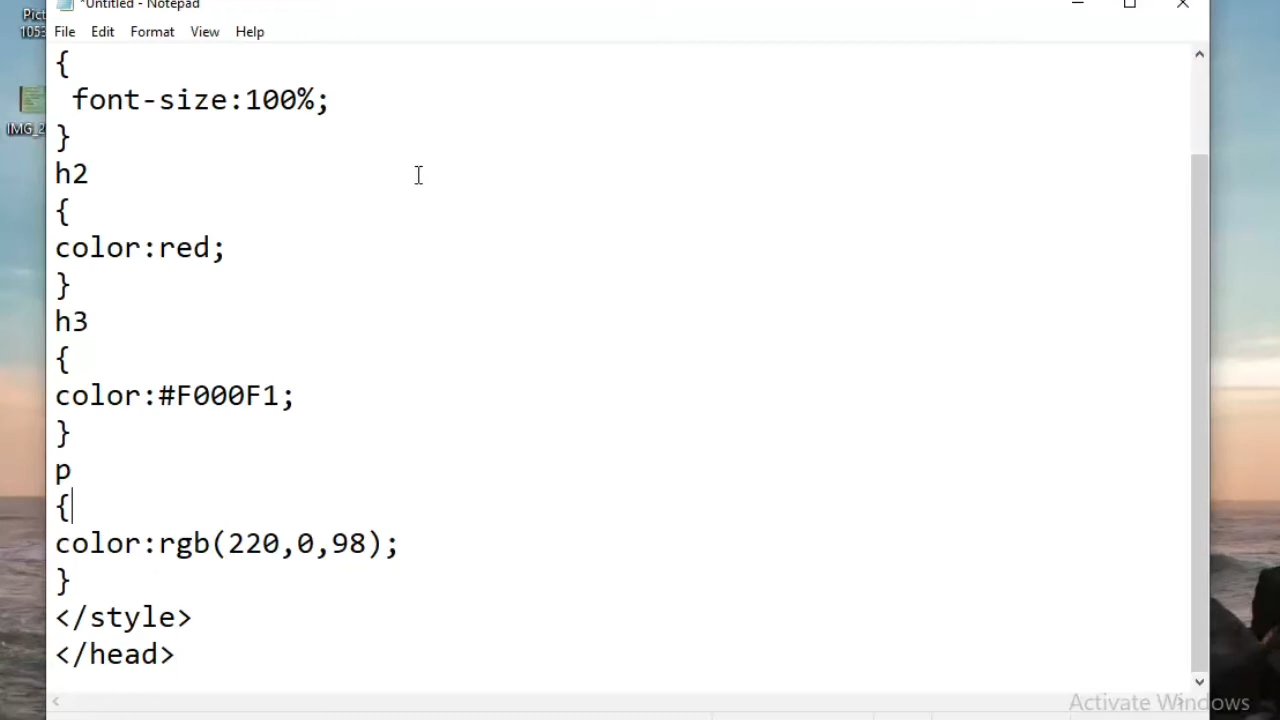 *Untitled - Notepad
File Edit Format View Help
{
font-size:100%;
}
h2
{
color:red;
}
h3
{
color:#F000F1;
}
p
{
color:rgb(220,0,98);
}
</style>
</head>
Activate Windows